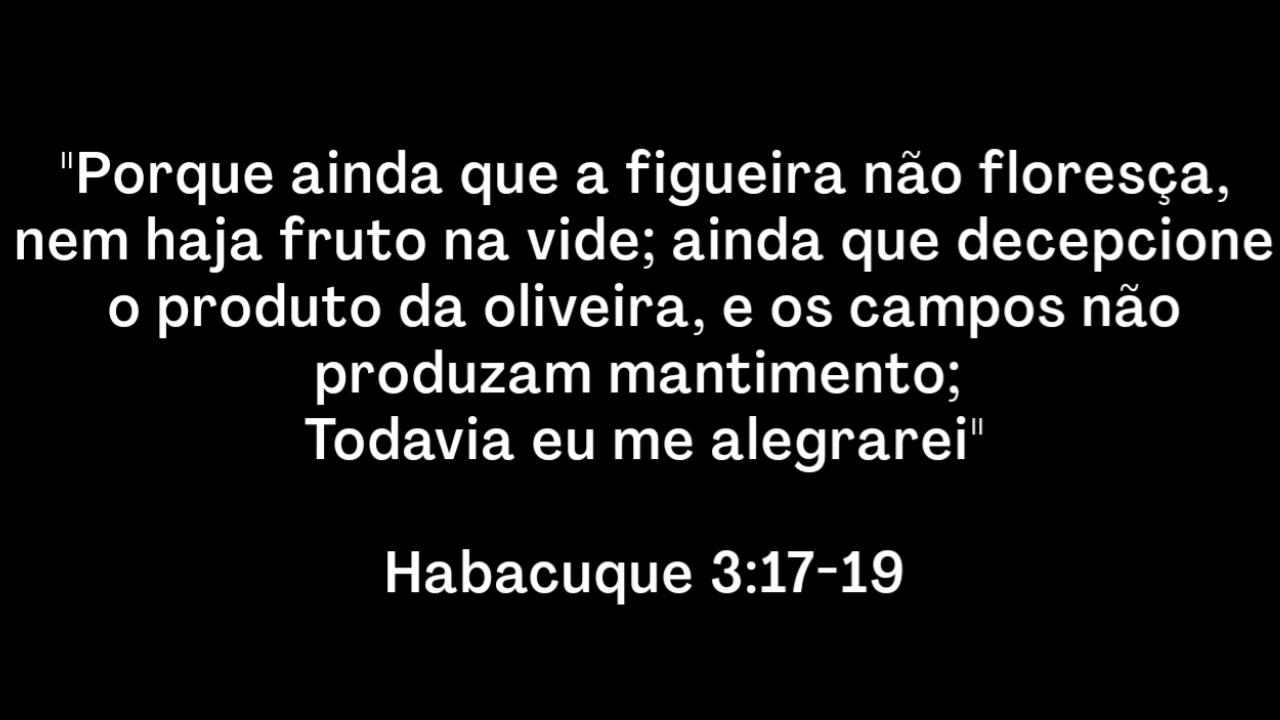 "Porque ainda que a figueira não floresça,
nem haja fruto na vide; ainda que decepcione
o produto da oliveira, e os campos não
produzam mantimento;
Todavia eu me alegrarei"
Habacuque 3:17-19